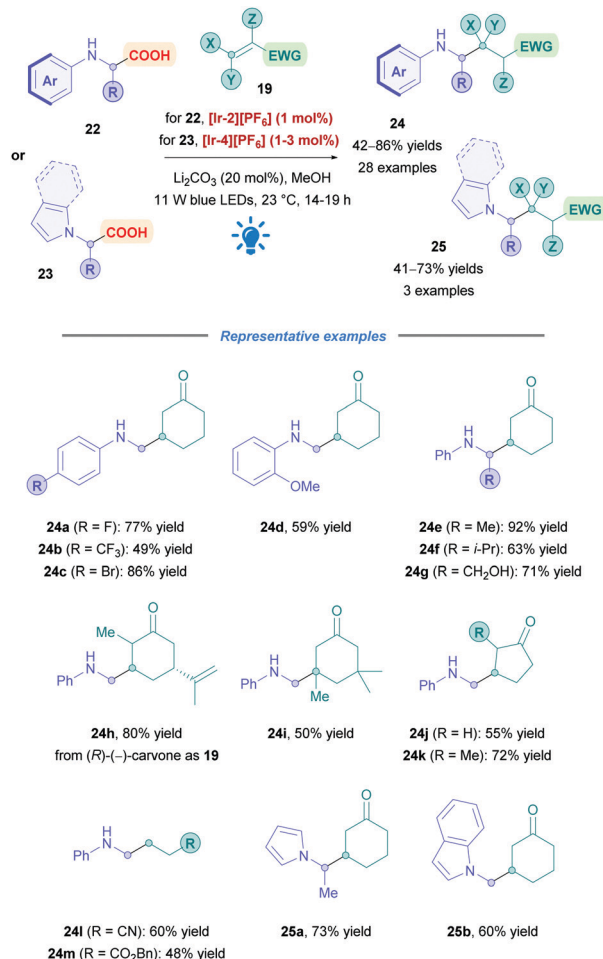 H
N
COOH
Ar
R
22
X
Z
Y
EWG
19
X Y
H
N
EWG
Ar
R
Z
24
42–86% yields
28 examples
or
for 22, [Ir-2][PF6] (1 mol%)
for 23, [Ir-4][PF6] (1-3 mol%)
Li2CO3 (20 mol%), MeOH
11 W blue LEDs, 23 °C, 14-19 h
N
COOH
R
23
X Y
N
EWG
R
Z
25
41–73% yields
3 examples
Representative examples
O
H
N
R
24a (R = F): 77% yield
24b (R = CF3): 49% yield
24c (R = Br): 86% yield
O
H
N
OMe
24d, 59% yield
O
H
Ph N
R
24e (R = Me): 92% yield
24f (R = i-Pr): 63% yield
24g (R = CH2OH): 71% yield
O
Me
H
Ph N
24h, 80% yield
from (R)-(–)-carvone as 19
O
H
Ph N
Me
24i, 50% yield
R O
H
Ph N
24j (R = H): 55% yield
24k (R = Me): 72% yield
H
Ph N
R
24l (R = CN): 60% yield
24m (R = CO2Bn): 48% yield
O
N
Me
25a, 73% yield
O
N
25b, 60% yield